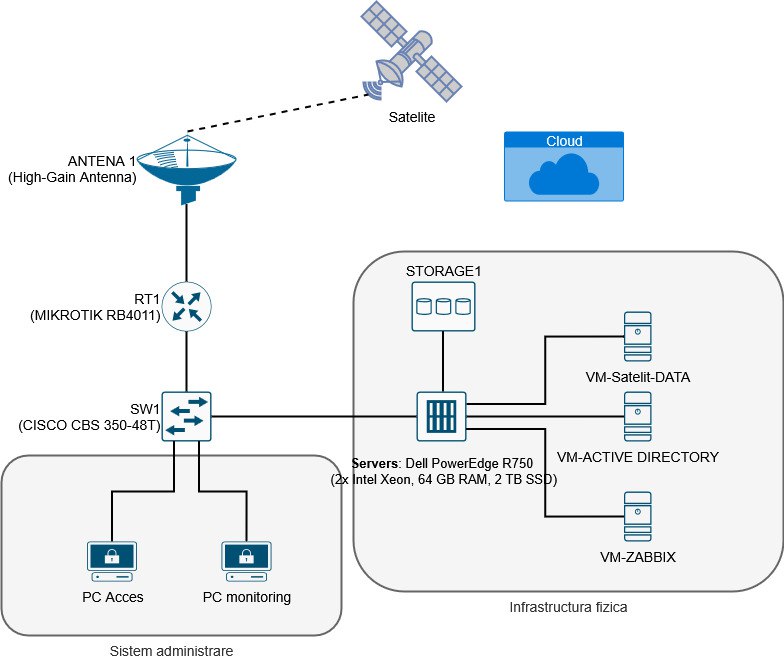 Satelite
Cloud
ANTENA 1
(High-Gain Antenna)
STORAGE1
RT1
(MIKROTIK RB4011)
VM-Satelit-DATA
SW1
(CISCO CBS 350-48T)
VM-ACTIVE DIRECTORY
Servers: Dell PowerEdge R750
(2x Intel Xeon, 64 GB RAM, 2 TB SSD)
VM-ZABBIX
PC Acces
PC monitoring
Infrastructura fizica
Sistem administrare